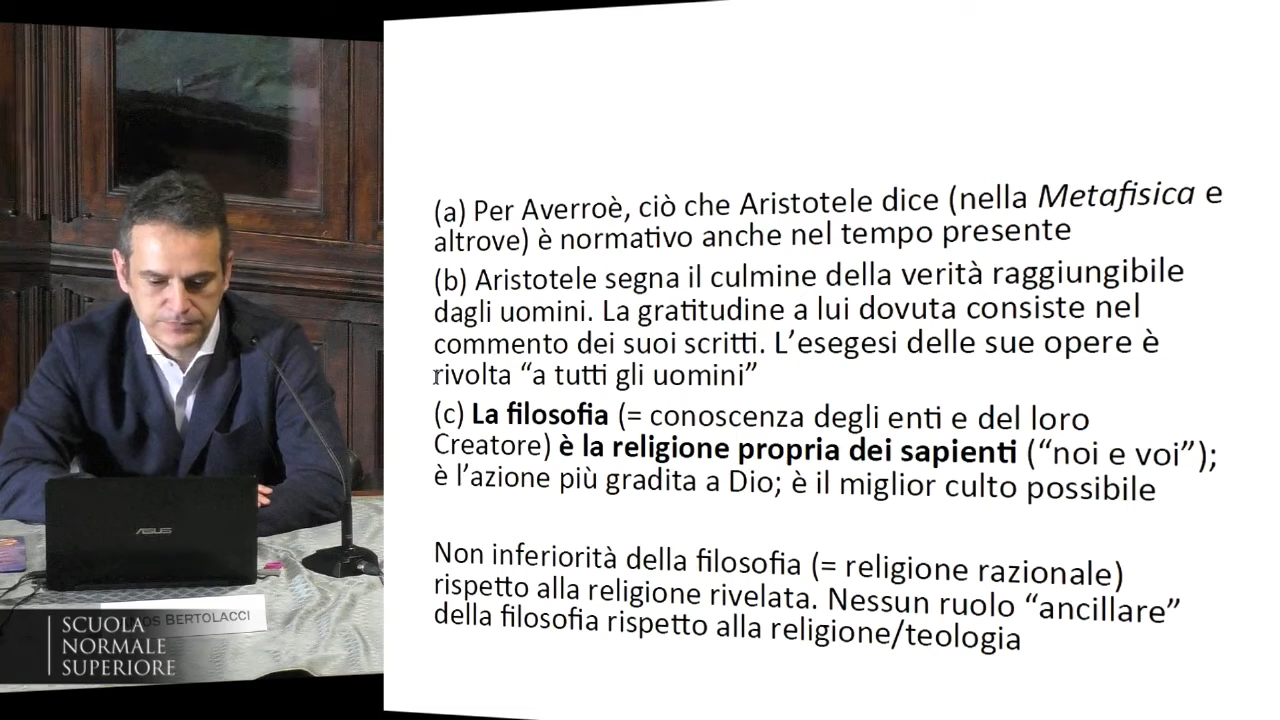 (a) Per Averroè, ciò che Aristotele dice (nella Metafisica e
altrove) è normativo anche nel tempo presente
(b) Aristotele segna il culmine della verità raggiungibile
dagli uomini. La gratitudine a lui dovuta consiste nel
commento dei suoi scritti. L’esegesi delle sue opere è
rivolta “a tutti gli uomini”
(c) La filosofia (= conoscenza degli enti e del loro
Creatore) è la religione propria dei sapienti (“noi e voi”);
è l’azione più gradita a Dio; è il miglior culto possibile
Non inferiorità della filosofia (= religione razionale)
rispetto alla religione rivelata. Nessun ruolo “ancillare”
della filosofia rispetto alla religione/teologia
ASUS
BERTOLACCI
SCUOLA
NORMALE
SUPERIORE